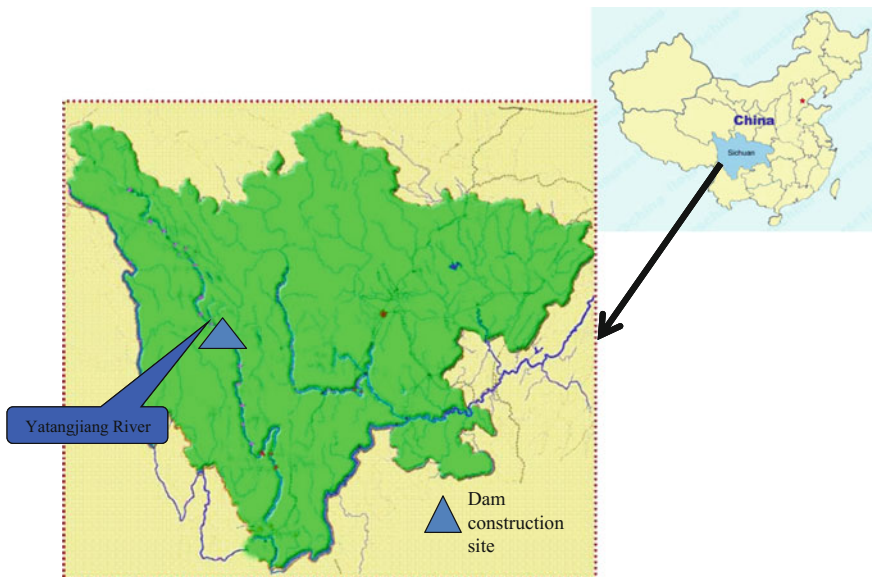 China
Sichuan
Yatangjiang River
Dam
construction
site